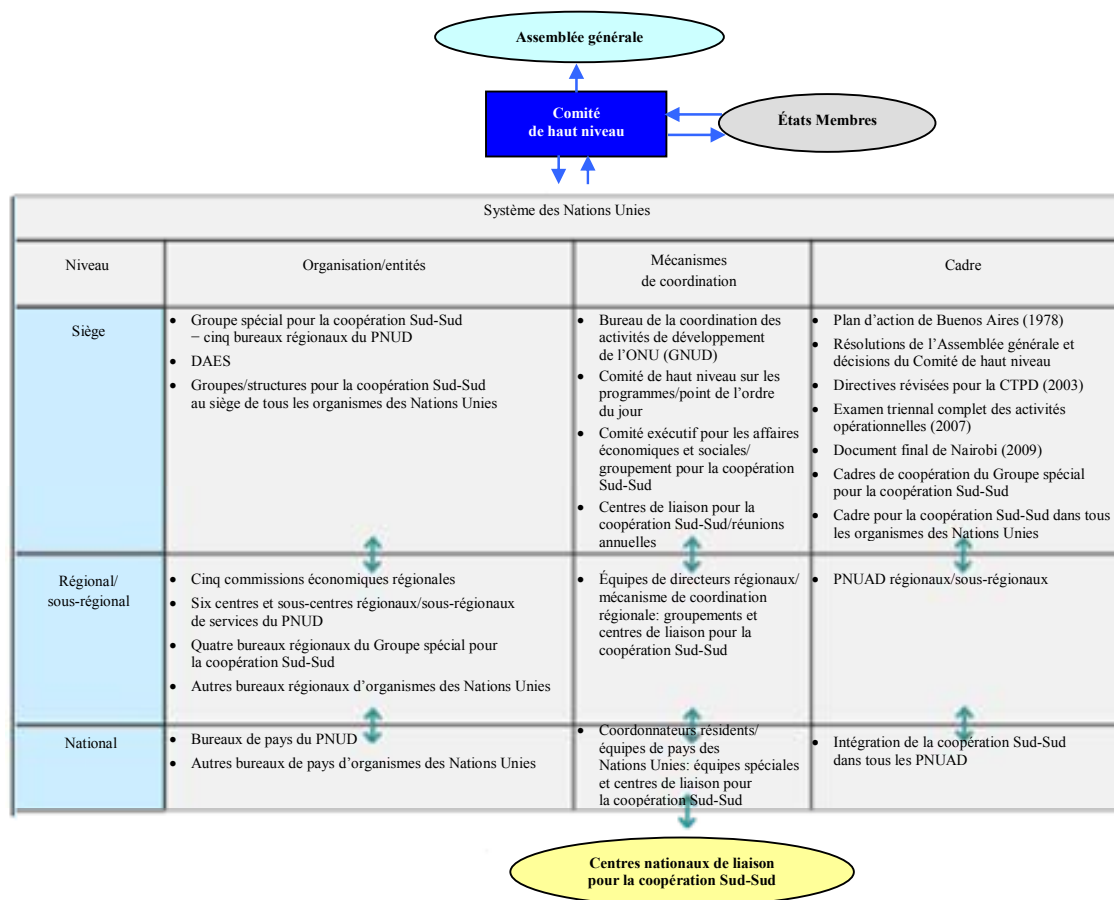 Assemblée générale
Comité
de haut niveau
États Membres
Système des Nations Unies
Niveau
Organisation/entités
Mécanismes
de coordination
Cadre
Siège
• Groupe spécial pour la coopération Sud-Sud
− cinq bureaux régionaux du PNUD
• DAES
• Groupes/structures pour la coopération Sud-Sud
au siège de tous les organismes des Nations Unies
• Bureau de la coordination des
activités de développement
de l'ONU (GNUD)
• Comité de haut niveau sur les
programmes/point de l'ordre
du jour
• Comité exécutif pour les affaires
économiques et sociales/
groupement pour la coopération
Sud-Sud
• Centres de liaison pour la
coopération Sud-Sud/réunions
annuelles
• Plan d'action de Buenos Aires (1978)
• Résolutions de l'Assemblée générale et
décisions du Comité de haut niveau
• Directives révisées pour la CTPD (2003)
• Examen triennal complet des activités
opérationnelles (2007)
• Document final de Nairobi (2009)
• Cadres de coopération du Groupe spécial
pour la coopération Sud-Sud
• Cadre pour la coopération Sud-Sud dans tous
les organismes des Nations Unies
Régional/
sous-régional
• Cinq commissions économiques régionales
• Six centres et sous-centres régionaux/sous-régionaux
de services du PNUD
• Quatre bureaux régionaux du Groupe spécial pour
la coopération Sud-Sud
• Autres bureaux régionaux d'organismes des Nations Unies
• Équipes de directeurs régionaux/
mécanisme de coordination
régionale: groupements et
centres de liaison pour la
coopération Sud-Sud
• PNUAD régionaux/sous-régionaux
National
• Bureaux de pays du PNUD
• Autres bureaux de pays d'organismes des Nations Unies
• Coordonnateurs résidents/
équipes de pays des
Nations Unies: équipes spéciales
et centres de liaison pour
la coopération Sud-Sud
• Intégration de la coopération Sud-Sud
dans tous les PNUAD
Centres nationaux de liaison
pour la coopération Sud-Sud